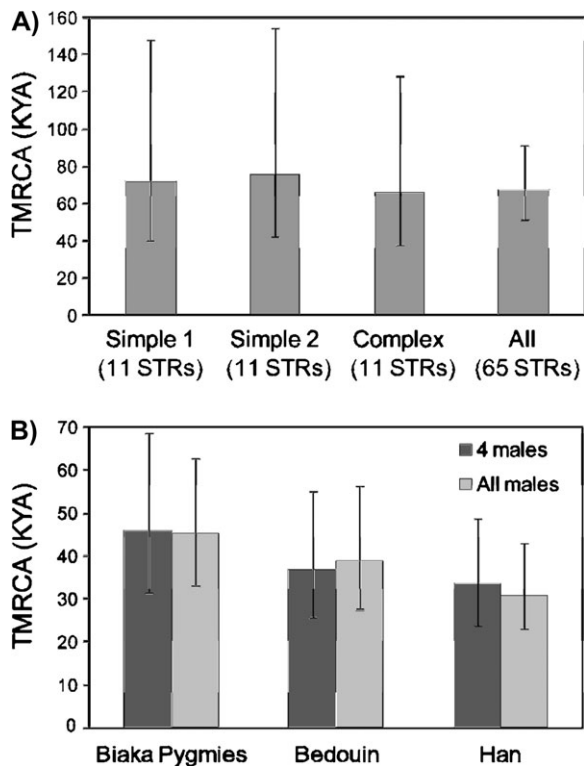 A)
TMRCA (KYA)
160
140
120
100
80
60
40
20
0
Simple 1 Simple 2 Complex All
(11 STRs) (11 STRs) (11 STRs) (65 STRs)
B)
TMRCA (KYA)
70
60
50
40
30
20
10
0
4 males
All males
Biaka Pygmies Bedouin Han